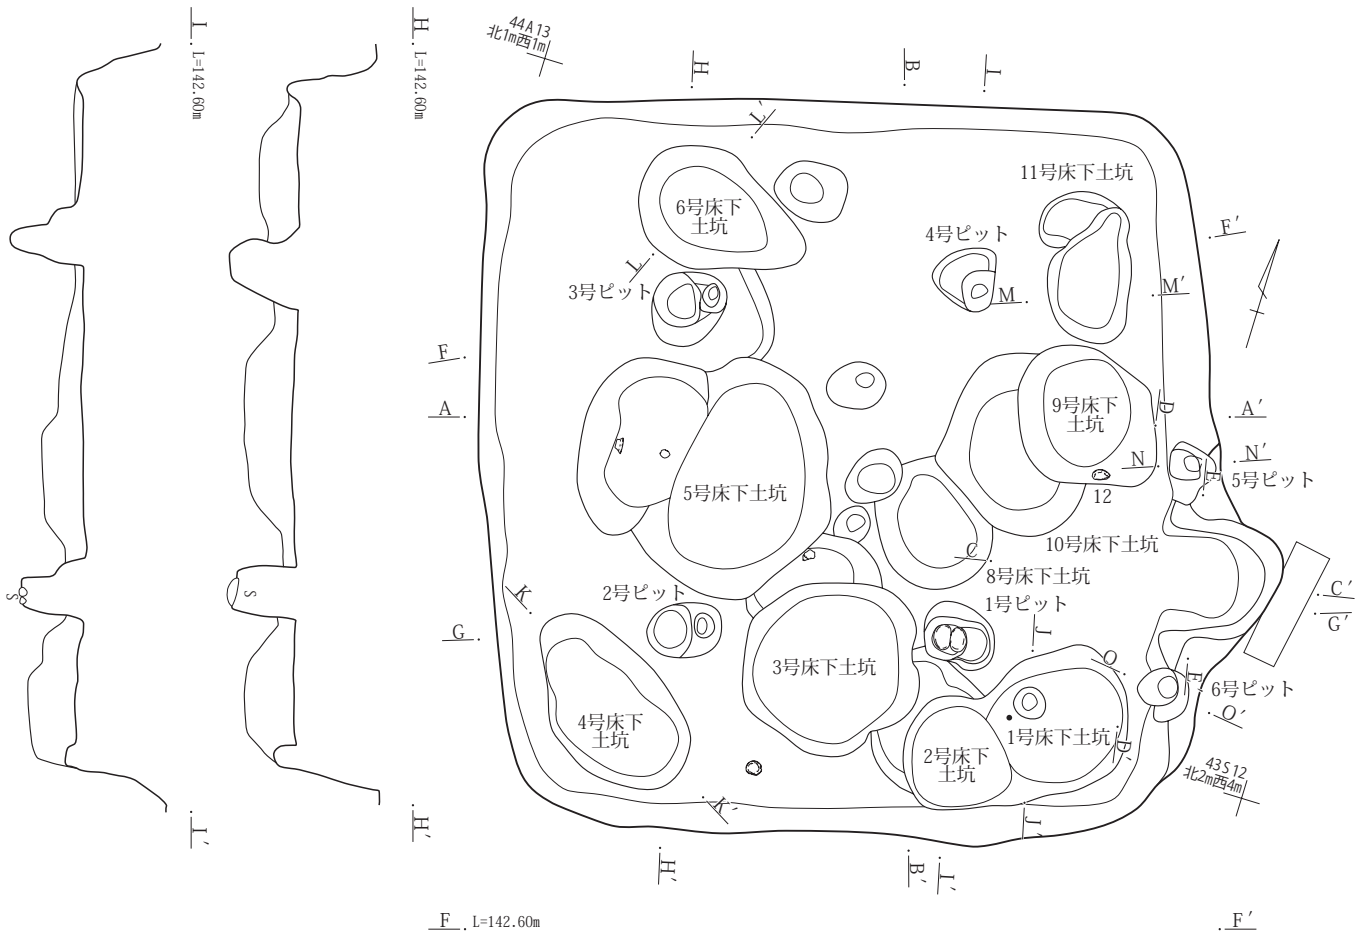 I
L=142.60m
H
L=142.60m
44A13
北1m西1m
H
B
I
L′
11号床下土坑
6号床下
土坑
4号ピット
F′
L
3号ピット
M
M′
F
A
9号床下
土坑
D
A′
N
N′
E
5号ピット
12
5号床下土坑
10号床下土坑
C
8号床下土坑
C′
G′
S
S
K
2号ピット
1号ピット
G
J
O
3号床下土坑
E
6号ピット
O′
4号床下
土坑
1号床下土坑
D′
2号床下
土坑
43S12
北2m西4m
K′
J′
I′
H′
H′
B′
I′
F
L=142.60m
F′